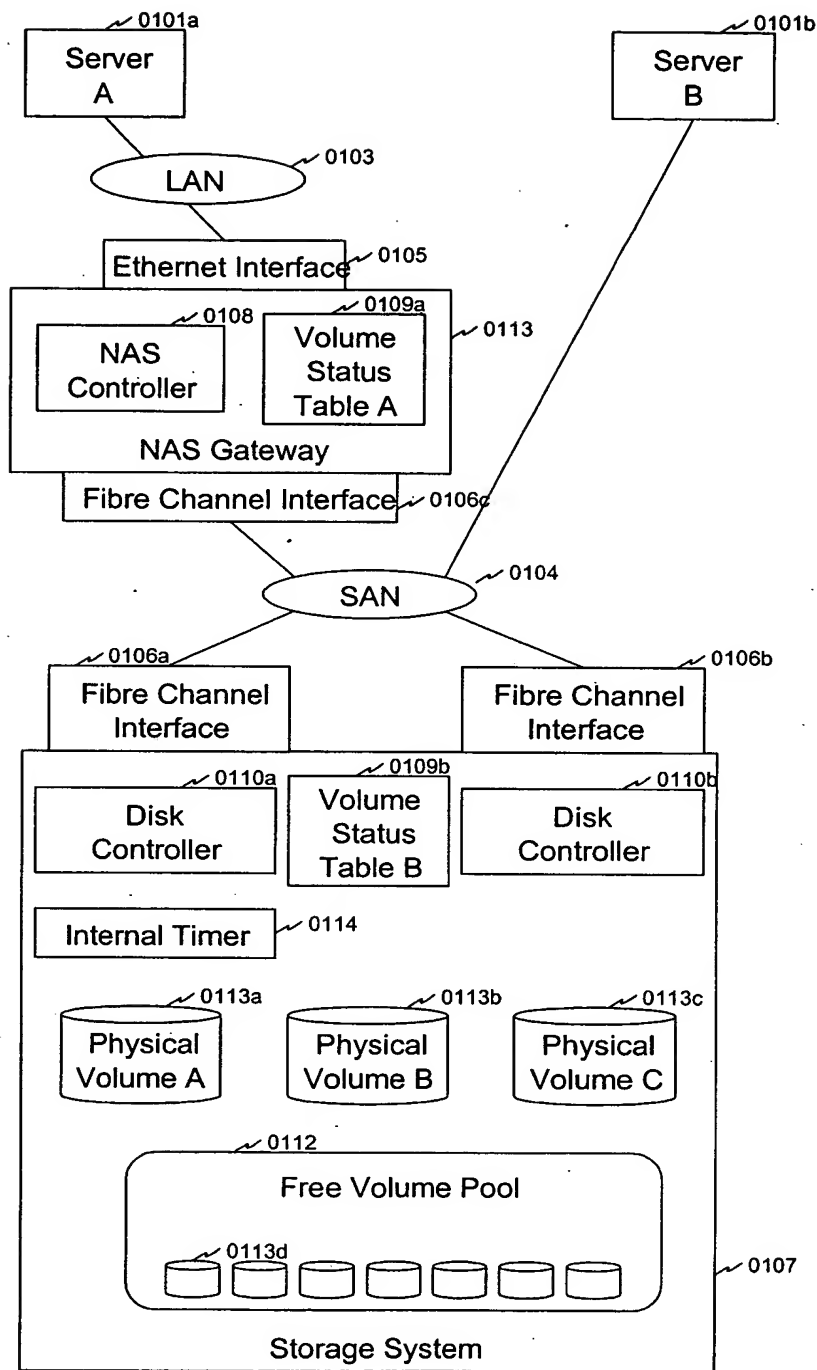 0101a
0101b
Server
A
Server
B
0103
LAN
Ethernet Interface
0105
0108
0109a
NAS
Controller
Volume
Status
Table A
0113
NAS Gateway
Fibre Channel Interface
0106c
SAN
0104
0106a
0106b
Fibre Channel
Interface
Fibre Channel
Interface
0110a
0109b
0110b
Disk
Controller
Volume
Status
Table B
Disk
Controller
Internal Timer
0114
0113a
0113b
0113c
Physical
Volume A
Physical
Volume B
Physical
Volume C
0112
Free Volume Pool
0113d
0107
Storage System